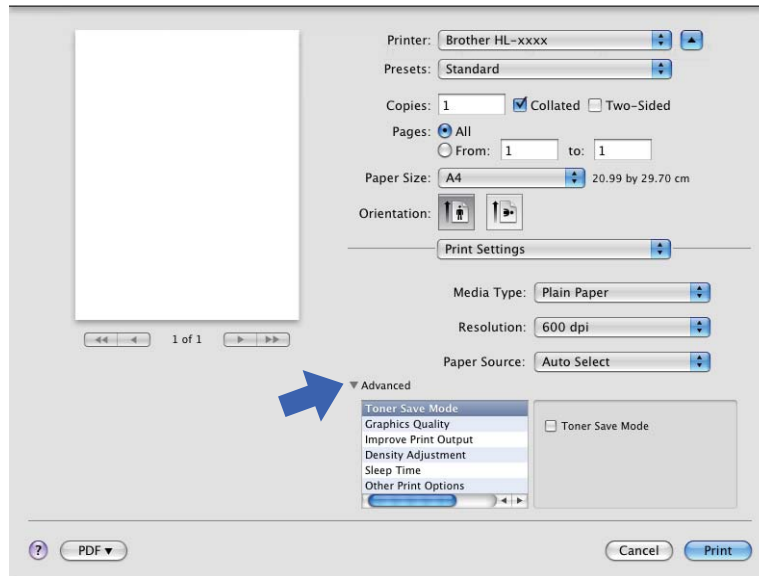 Printer: Brother HL-xxxx
Presets: Standard
Copies: 1 Collated Two-Sided
Pages: All
From: 1 to: 1
Paper Size: A4 20.99 by 29.70 cm
Orientation:
Print Settings
Media Type: Plain Paper
Resolution: 600 dpi
Paper Source: Auto Select
1 of 1
Advanced
Toner Save Mode
Graphics Quality
Improve Print Output
Density Adjustment
Sleep Time
Other Print Options
Toner Save Mode
? PDF Cancel Print